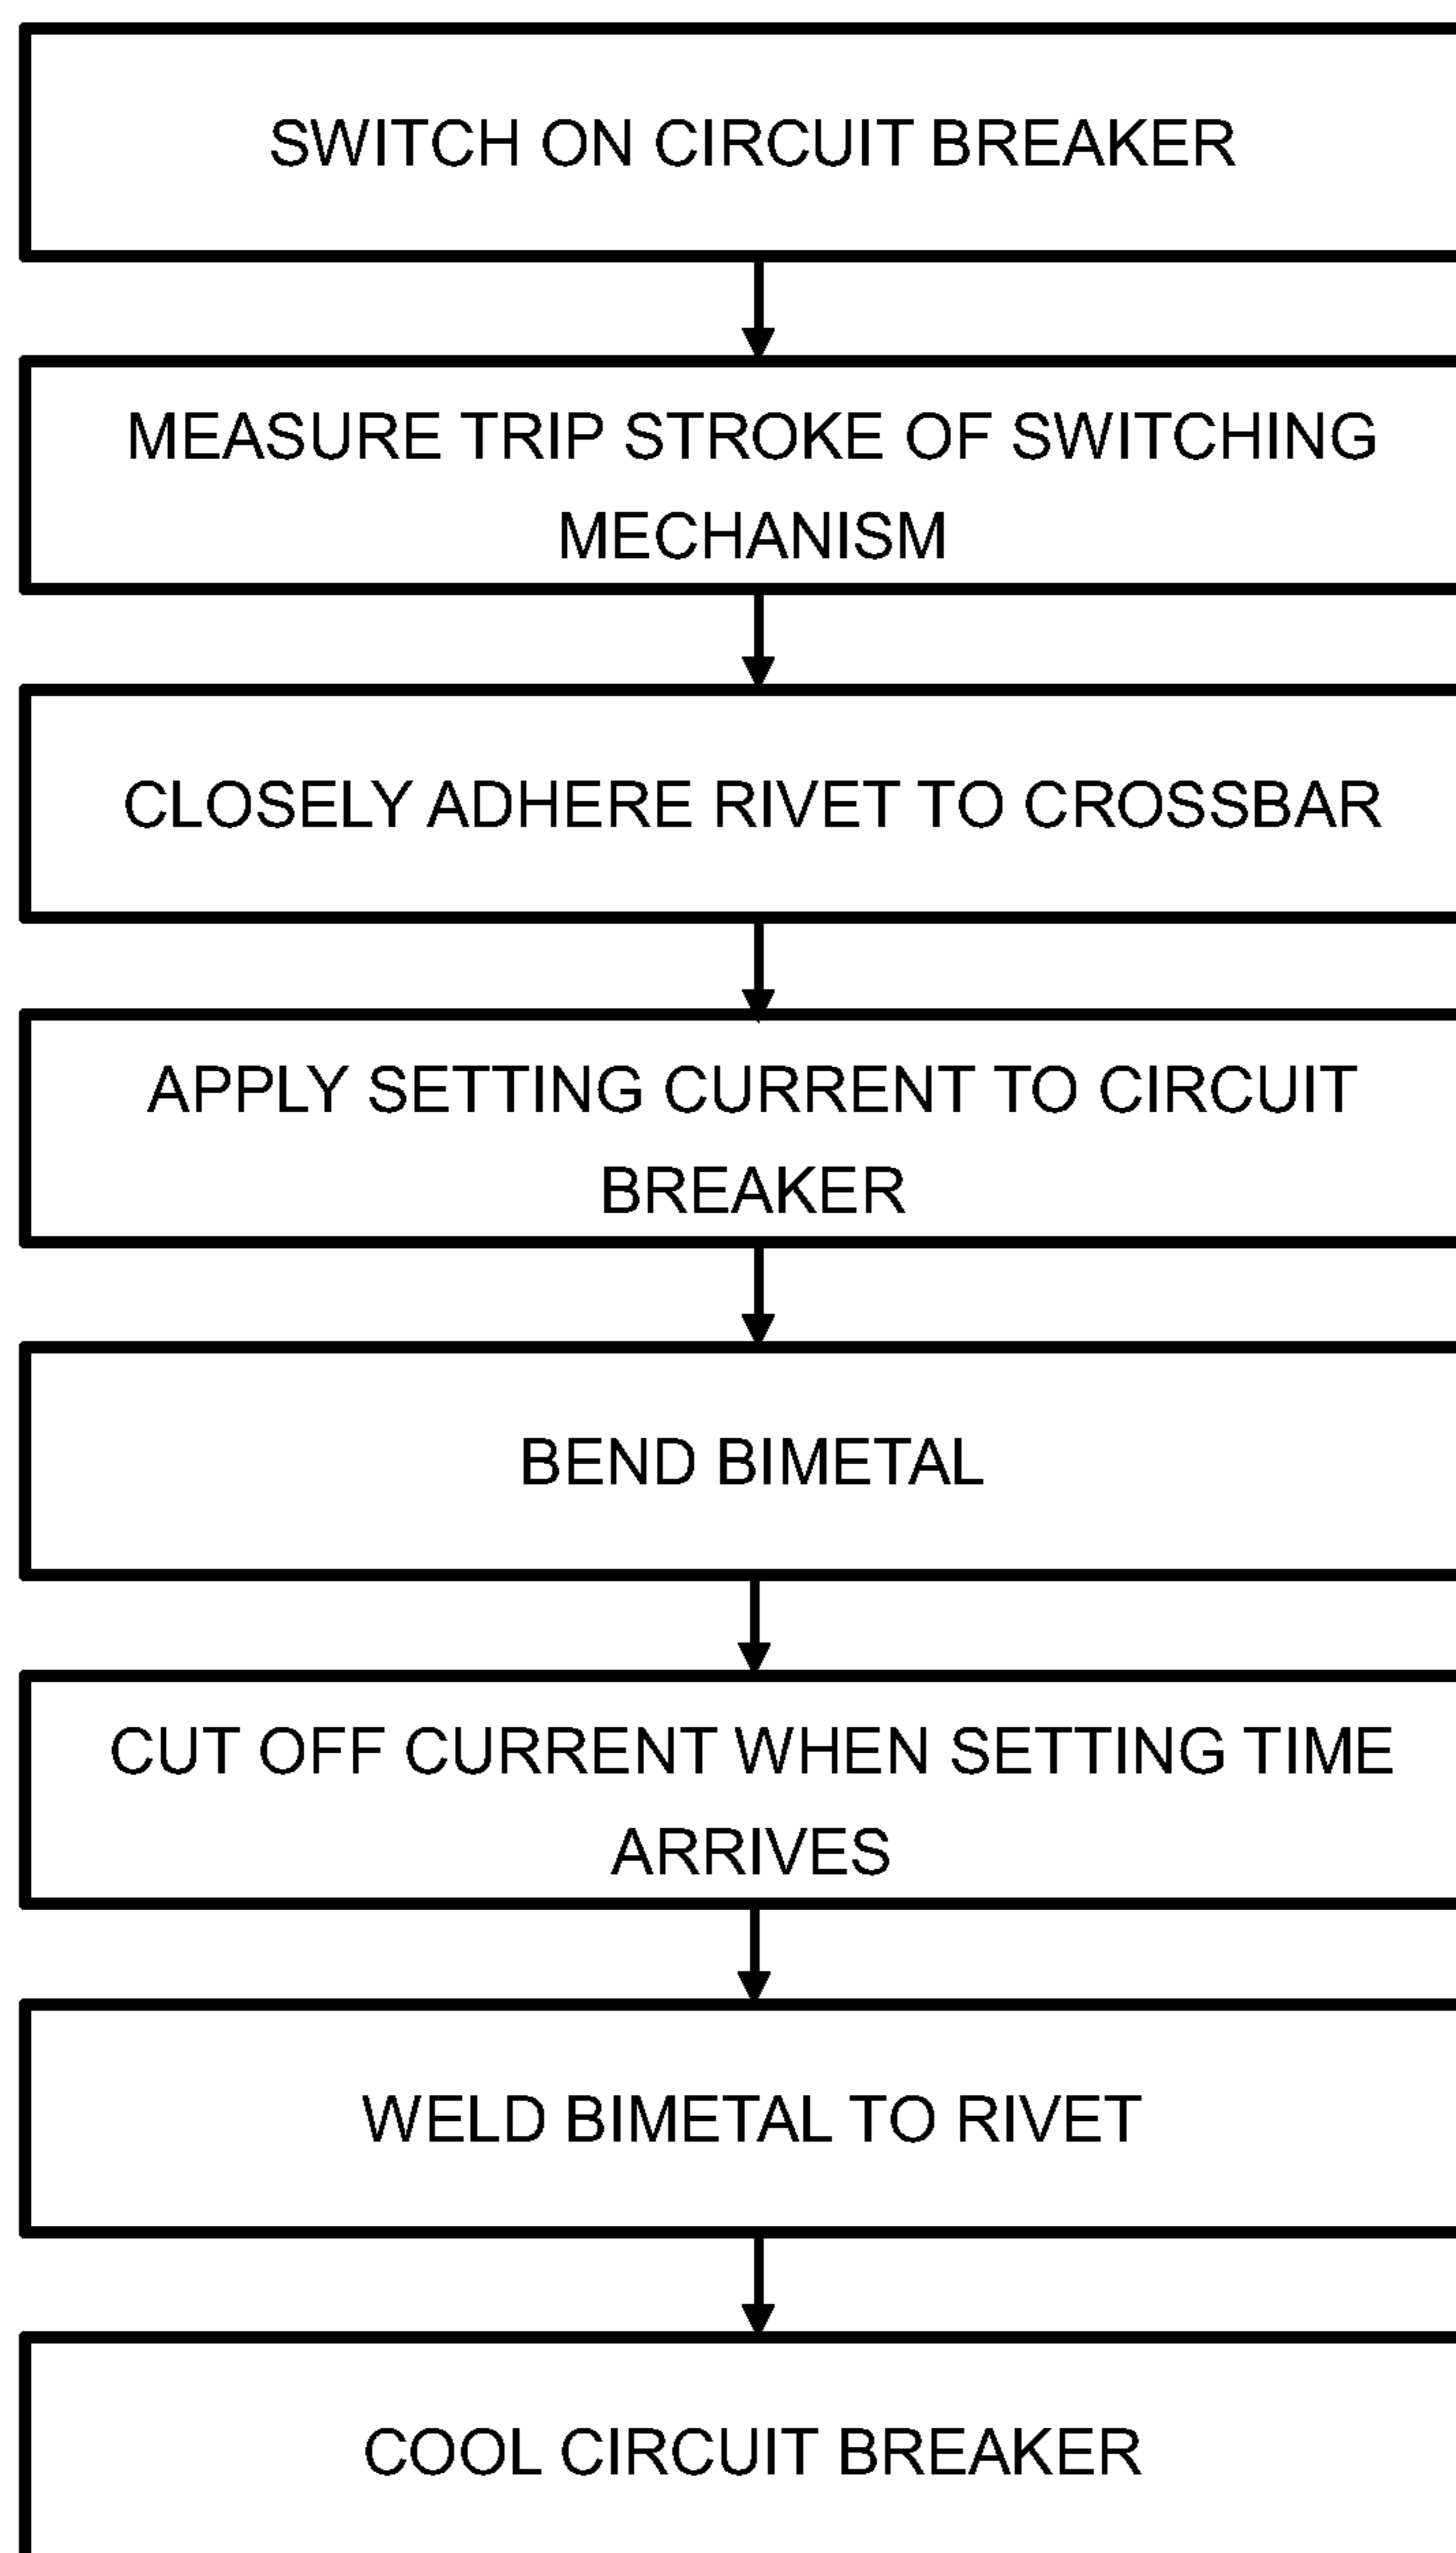 SWITCH ON CIRCUIT BREAKER
MEASURE TRIP STROKE OF SWITCHING
MECHANISM
CLOSELY ADHERE RIVET TO CROSSBAR
APPLY SETTING CURRENT TO CIRCUIT
BREAKER
BEND BIMETAL
CUT OFF CURRENT WHEN SETTING TIME
ARRIVES
WELD BIMETAL TO RIVET
COOL CIRCUIT BREAKER